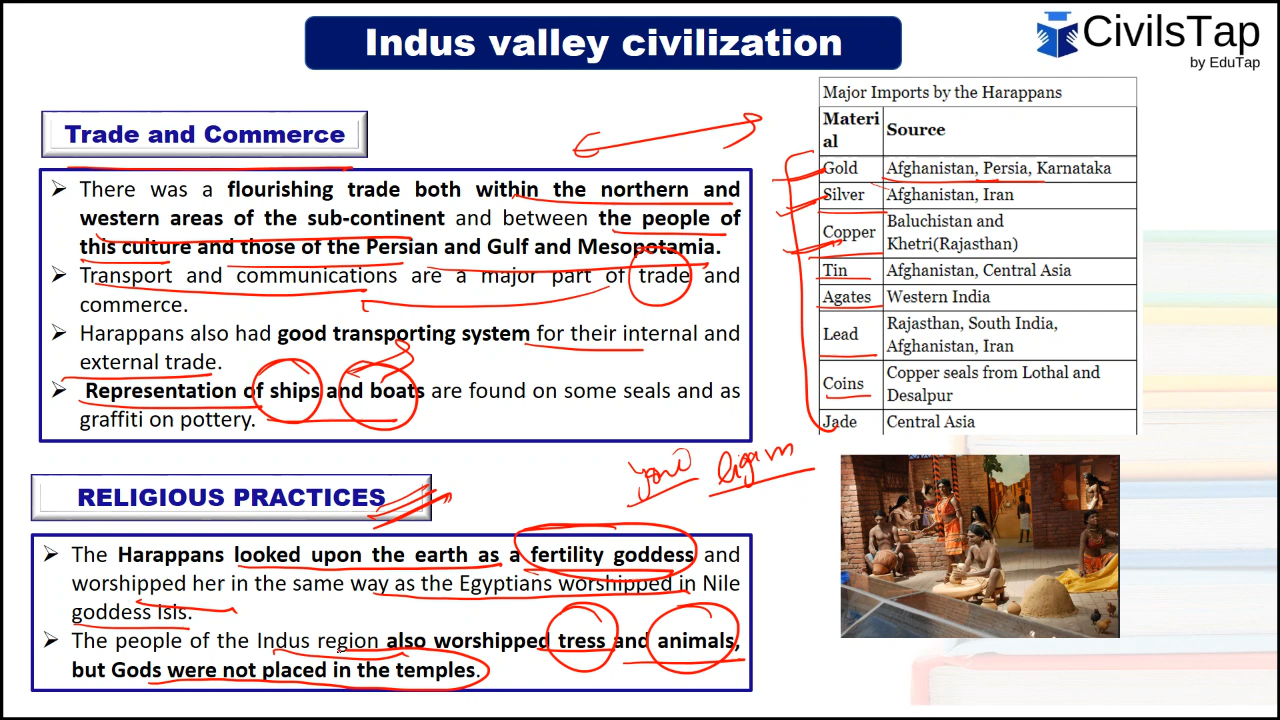 Indus valley civilization
CivilsTap
by EduTap
Trade and Commerce
➢ There was a flourishing trade both within the northern and
western areas of the sub-continent and between the people of
this culture and those of the Persian and Gulf and Mesopotamia.
➢ Transport and communications are a major part of trade and
commerce.
➢ Harappans also had good transporting system for their internal and
external trade.
➢ Representation of ships and boats are found on some seals and as
graffiti on pottery.
Major Imports by the Harappans
Materi
al
Source
Gold
Afghanistan, Persia, Karnataka
Silver
Afghanistan, Iran
Copper
Baluchistan and
Khetri(Rajasthan)
Tin
Afghanistan, Central Asia
Agates
Western India
Lead
Rajasthan, South India,
Afghanistan, Iran
Coins
Copper seals from Lothal and
Desalpur
Jade
Central Asia
yoni ligam
RELIGIOUS PRACTICES
➢ The Harappans looked upon the earth as a fertility goddess and
worshipped her in the same way as the Egyptians worshipped in Nile
goddess Isis.
➢ The people of the Indus region also worshipped tress and animals,
but Gods were not placed in the temples.